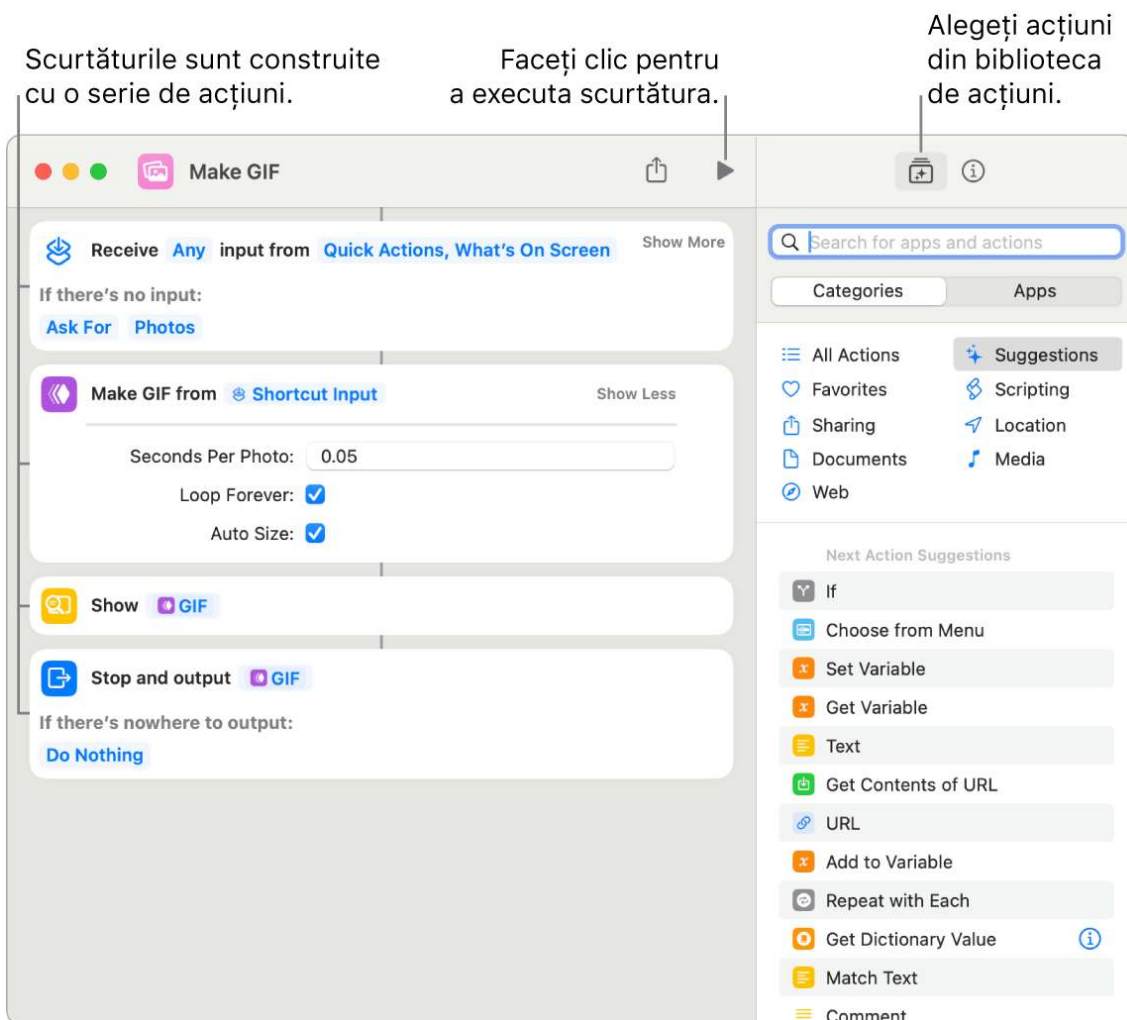 Scurtăturile sunt construite
cu o serie de acțiuni.
Faceți clic pentru
a executa scurtătura.
Alegeți acțiuni
din biblioteca
de acțiuni.
Make GIF
Receive Any input from Quick Actions, What's On Screen Show More
If there's no input:
Ask For Photos
Make GIF from Shortcut Input Show Less
Seconds Per Photo: 0.05
Loop Forever:
Auto Size:
Show GIF
Stop and output GIF
If there's nowhere to output:
Do Nothing
Search for apps and actions
Categories Apps
All Actions Suggestions
Favorites Scripting
Sharing Location
Documents Media
Web
Next Action Suggestions
If
Choose from Menu
Set Variable
Get Variable
Text
Get Contents of URL
URL
Add to Variable
Repeat with Each
Get Dictionary Value
Match Text
Comment